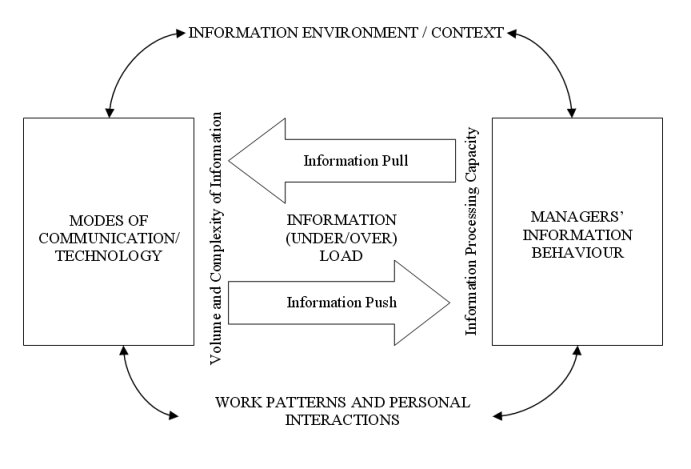 INFORMATION ENVIRONMENT / CONTEXT
MODES OF
COMMUNICATION/
TECHNOLOGY
Volume and Complexity of Information
Information Pull
INFORMATION
(UNDER/OVER)
LOAD
Information Push
Information Processing Capacity
MANAGERS’
INFORMATION
BEHAVIOUR
WORK PATTERNS AND PERSONAL
INTERACTIONS